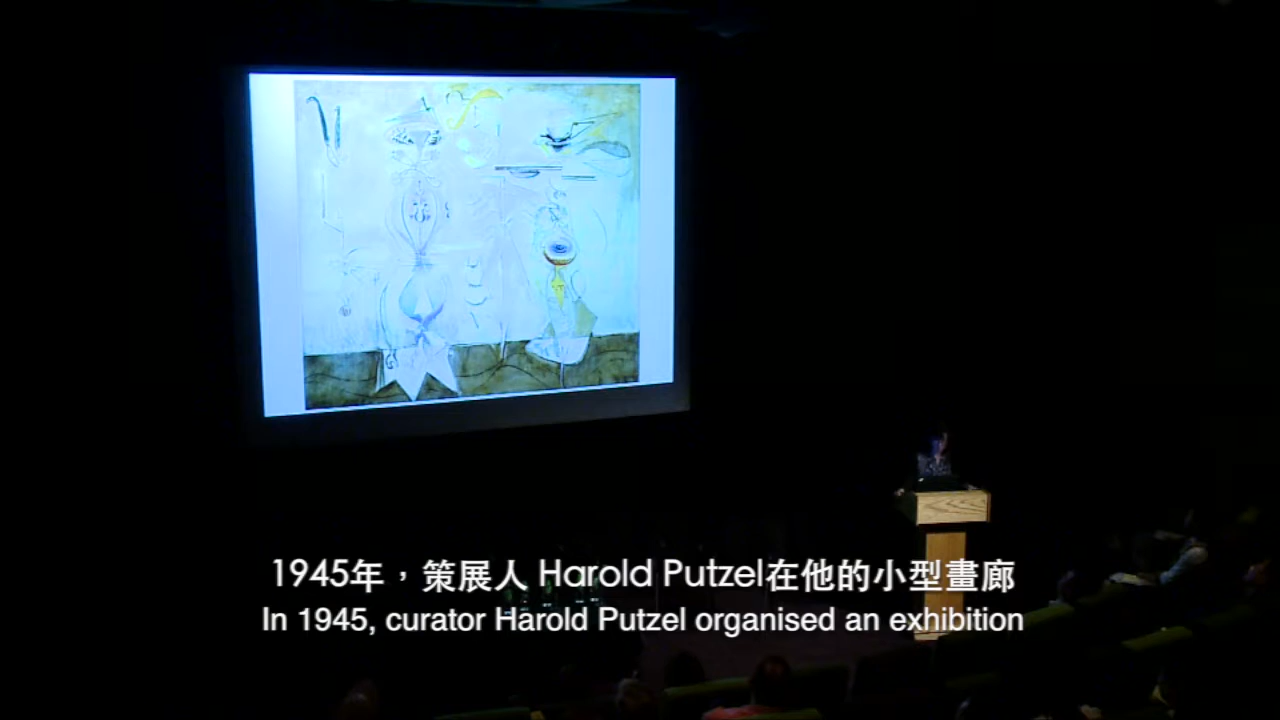 1945年，策展人 Harold Putzel在他的小型畫廊
In 1945, curator Harold Putzel organised an exhibition